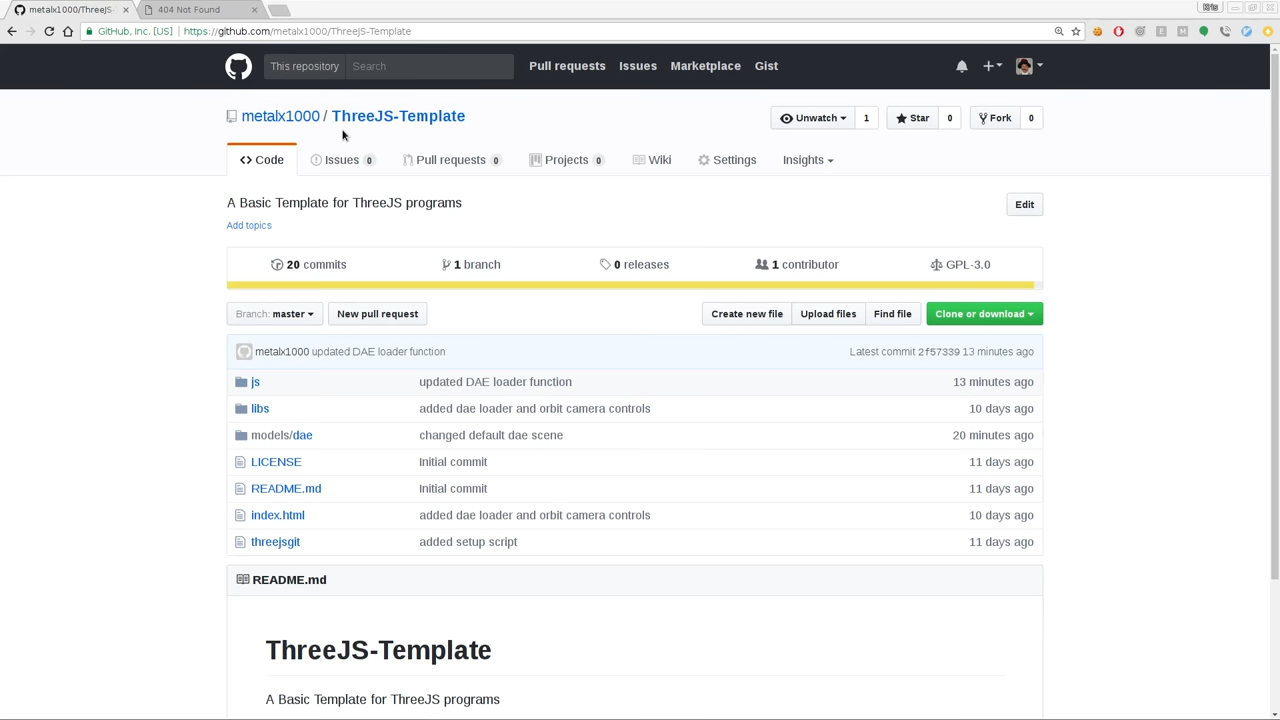 metalx1000/ThreeJS-
404 Not Found
Kris
GitHub, Inc. [US] https://github.com/metalx1000/ThreeJS-Template
This repository Search Pull requests Issues Marketplace Gist
metalx1000 / ThreeJS-Template
Unwatch 1 Star 0 Fork 0
Code Issues 0 Pull requests 0 Projects 0 Wiki Settings Insights
A Basic Template for ThreeJS programs
Edit
Add topics
20 commits 1 branch 0 releases 1 contributor GPL-3.0
Branch: master New pull request Create new file Upload files Find file Clone or download
metalx1000 updated DAE loader function Latest commit 2f57339 13 minutes ago
js updated DAE loader function 13 minutes ago
libs added dae loader and orbit camera controls 10 days ago
models/dae changed default dae scene 20 minutes ago
LICENSE Initial commit 11 days ago
README.md Initial commit 11 days ago
index.html added dae loader and orbit camera controls 10 days ago
threejsgit added setup script 11 days ago
README.md
ThreeJS-Template
A Basic Template for ThreeJS programs